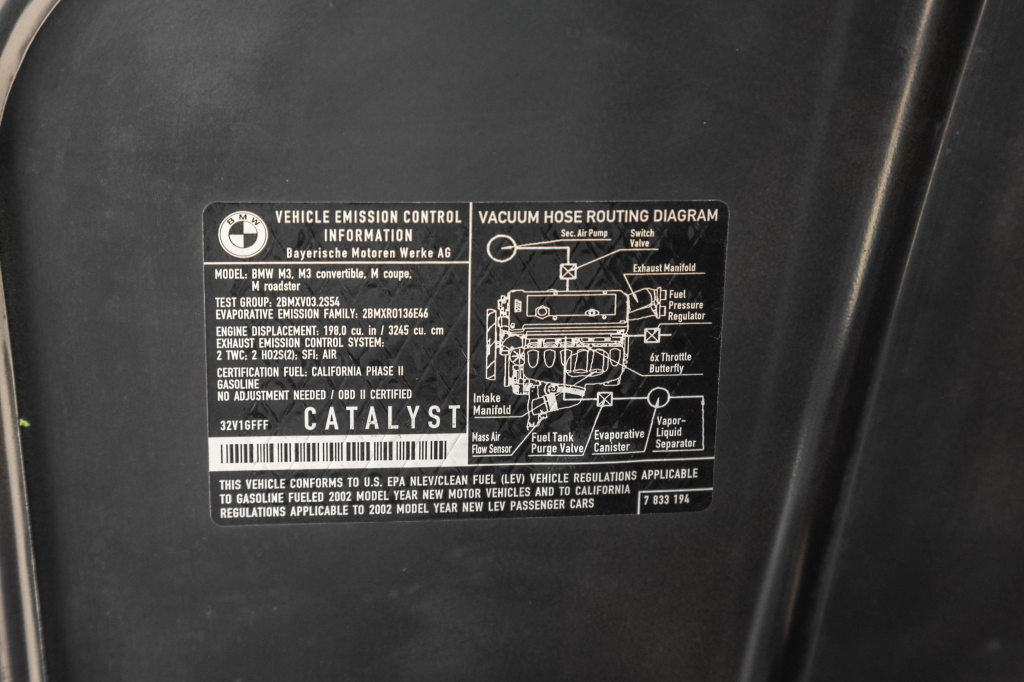 BMW
VEHICLE EMISSION CONTROL
INFORMATION
Bayerische Motoren Werke AG
MODEL: BMW M3, M3 convertible, M coupe,
M roadster
TEST GROUP: 2BMXV03.2S54
EVAPORATIVE EMISSION FAMILY: 2BMXR0136E46
ENGINE DISPLACEMENT: 198.0 cu. in / 3245 cu. cm
EXHAUST EMISSION CONTROL SYSTEM:
2 TWC; 2 HO2S(2); SFI; AIR
CERTIFICATION FUEL: CALIFORNIA PHASE II
GASOLINE
NO ADJUSTMENT NEEDED / OBD II CERTIFIED
32V1GFFF
CATALYST
VACUUM HOSE ROUTING DIAGRAM
Sec. Air Pump
Switch
Valve
Exhaust Manifold
Fuel
Pressure
Regulator
6x Throttle
Butterfly
Intake
Manifold
Mass Air
Flow Sensor
Fuel Tank
Purge Valve
Evaporative
Canister
Vapor-
Liquid
Separator
THIS VEHICLE CONFORMS TO U.S. EPA NLEV/CLEAN FUEL (LEV) VEHICLE REGULATIONS APPLICABLE
TO GASOLINE FUELED 2002 MODEL YEAR NEW MOTOR VEHICLES AND TO CALIFORNIA
REGULATIONS APPLICABLE TO 2002 MODEL YEAR NEW LEV PASSENGER CARS
7 833 194